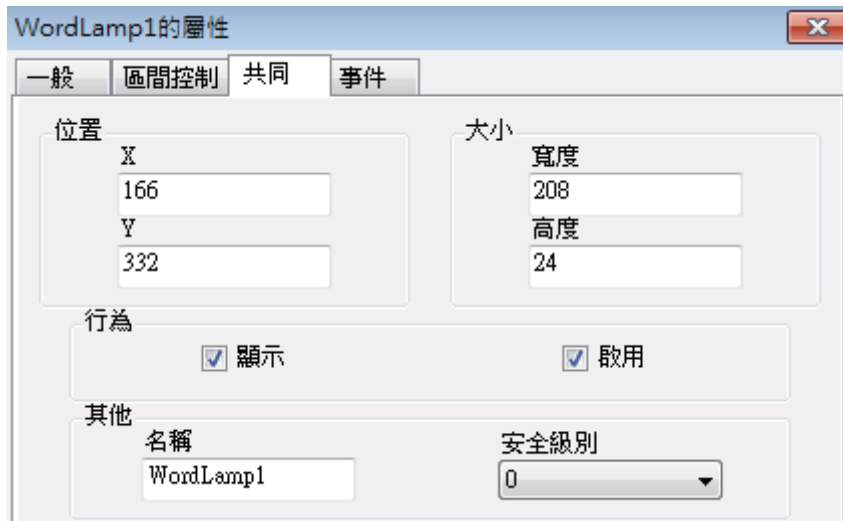 WordLamp1的屬性
一般 區間控制 共同 事件
位置 大小
X 寬度
166 208
Y 高度
332 24
行為
顯示 啟用
其他
名稱 安全級別
WordLamp1 0